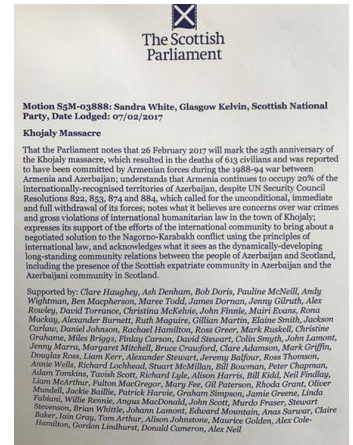 The Scottish
Parliament
Motion S5M-03888: Sandra White, Glasgow Kelvin, Scottish National
Party, Date Lodged: 07/02/2017
Khojaly Massacre
That the Parliament notes that 26 February 2017 will mark the 25th anniversary of
the Khojaly massacre, which resulted in the deaths of 613 civilians and was reported
to have been committed by Armenian forces during the 1988-94 war between
Armenia and Azerbaijan; understands that Armenia continues to occupy 20% of the
internationally-recognised territories of Azerbaijan, despite UN Security Council
Resolutions 822, 853, 874 and 884, which called for the unconditional, immediate
and full withdrawal of its forces; notes what it believes are concerns over war crimes
and gross violations of international humanitarian law in the town of Khojaly;
expresses its support of the efforts of the international community to bring about a
negotiated solution to the Nagorno-Karabakh conflict using the principles of
international law, and acknowledges what it sees as the dynamically-developing
long-standing community relations between the people of Azerbaijan and Scotland,
including the presence of the Scottish expatriate community in Azerbaijan and the
Azerbaijani community in Scotland.
Supported by: Clare Haughey, Ash Denham, Bob Doris, Pauline McNeill, Andy
Wightman, Ben Macpherson, Maree Todd, James Dornan, Jenny Gilruth, Alex
Rowley, David Torrance, Christina McKelvie, John Finnie, Mairi Evans, Rona
Mackay, Alexander Burnett, Ruth Maguire, Gillian Martin, Elaine Smith, Jackson
Carlaw, Daniel Johnson, Rachael Hamilton, Ross Greer, Mark Ruskell, Christine
Grahame, Miles Briggs, Finlay Carson, David Stewart, Colin Smyth, John Lamont,
Jenny Marra, Margaret Mitchell, Bruce Crawford, Clare Adamson, Mark Griffin,
Douglas Ross, Liam Kerr, Alexander Stewart, Jeremy Balfour, Ross Thomson,
Annie Wells, Richard Lochhead, Stuart McMillan, Bill Bowman, Peter Chapman,
Adam Tomkins, Tavish Scott, Richard Lyle, Alison Harris, Bill Kidd, Neil Findlay,
Liam McArthur, Fulton MacGregor, Mary Fee, Gil Paterson, Rhoda Grant, Oliver
Mundell, Jackie Baillie, Patrick Harvie, Graham Simpson, Jamie Greene, Linda
Fabiani, Willie Rennie, Angus MacDonald, John Scott, Murdo Fraser, Stewart
Stevenson, Brian Whittle, Johann Lamont, Edward Mountain, Anas Sarwar, Claire
Baker, Iain Gray, Tom Arthur, Alison Johnstone, Maurice Golden, Alex Cole-
Hamilton, Gordon Lindhurst, Donald Cameron, Alex Neil